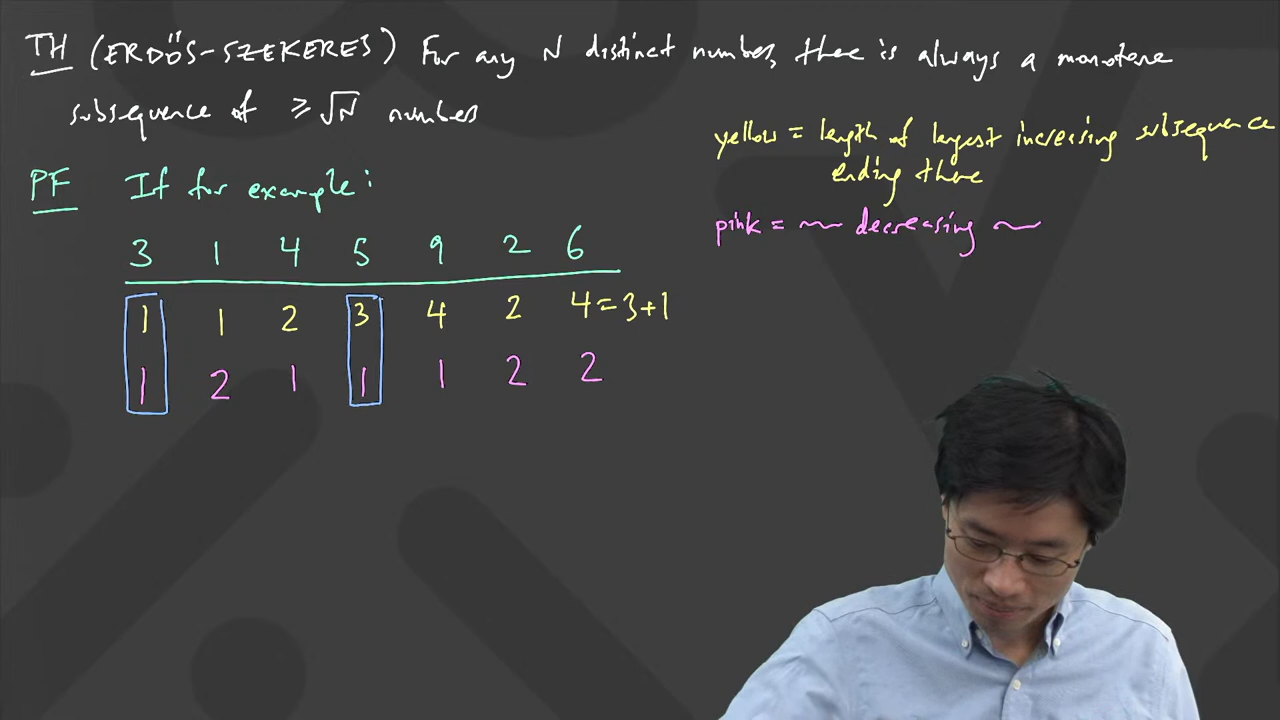 TH (ERDŐS-SZEKERES) For any N distinct numbers, there is always a monotone
subsequence of ≥ √N numbers
yellow = length of largest increasing subsequence
ending there
PF If for example:
pink = ~~ decreasing ~~
3 1 4 5 9 2 6
1 1 2 3 4 2 4=3+1
1 2 1 1 1 2 2